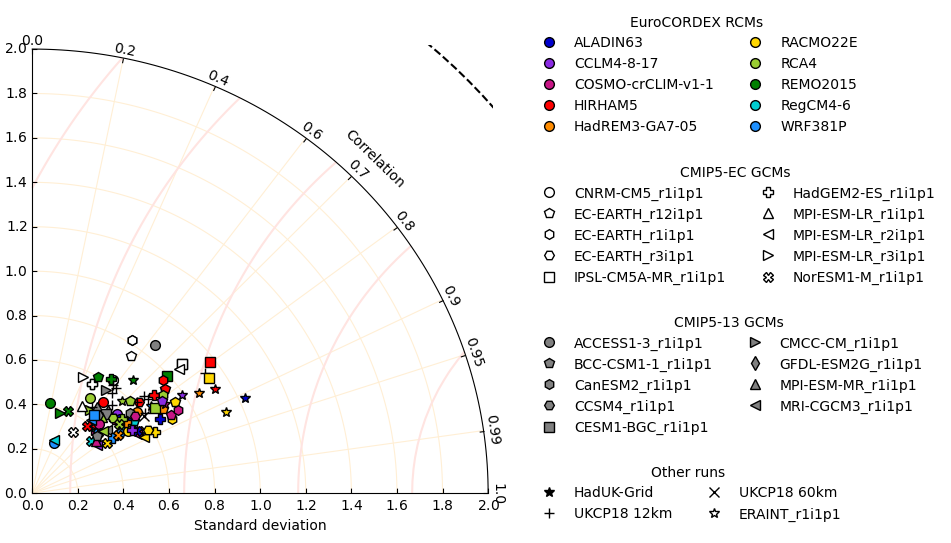 EuroCORDEX RCMs
ALADIN63 RACMO22E
CCLM4-8-17 RCA4
COSMO-crCLIM-v1-1 REMO2015
HIRHAM5 RegCM4-6
HadREM3-GA7-05 WRF381P
CMIP5-EC GCMs
CNRM-CM5_r1i1p1 HadGEM2-ES_r1i1p1
EC-EARTH_r12i1p1 MPI-ESM-LR_r1i1p1
EC-EARTH_r1i1p1 MPI-ESM-LR_r2i1p1
EC-EARTH_r3i1p1 MPI-ESM-LR_r3i1p1
IPSL-CM5A-MR_r1i1p1 NorESM1-M_r1i1p1
CMIP5-13 GCMs
ACCESS1-3_r1i1p1 CMCC-CM_r1i1p1
BCC-CSM1-1_r1i1p1 GFDL-ESM2G_r1i1p1
CanESM2_r1i1p1 MPI-ESM-MR_r1i1p1
CCSM4_r1i1p1 MRI-CGCM3_r1i1p1
CESM1-BGC_r1i1p1
Other runs
HadUK-Grid UKCP18 60km
UKCP18 12km ERAINT_r1i1p1
2.0
1.8
1.6
1.4
1.2
1.0
0.8
0.6
0.4
0.2
0.0
0.0 0.2 0.4 0.6 0.8 1.0 1.2 1.4 1.6 1.8 2.0
Standard deviation
0.0
0.2
0.4
0.6
Correlation
0.7
0.8
0.9
0.95
0.99
1.0